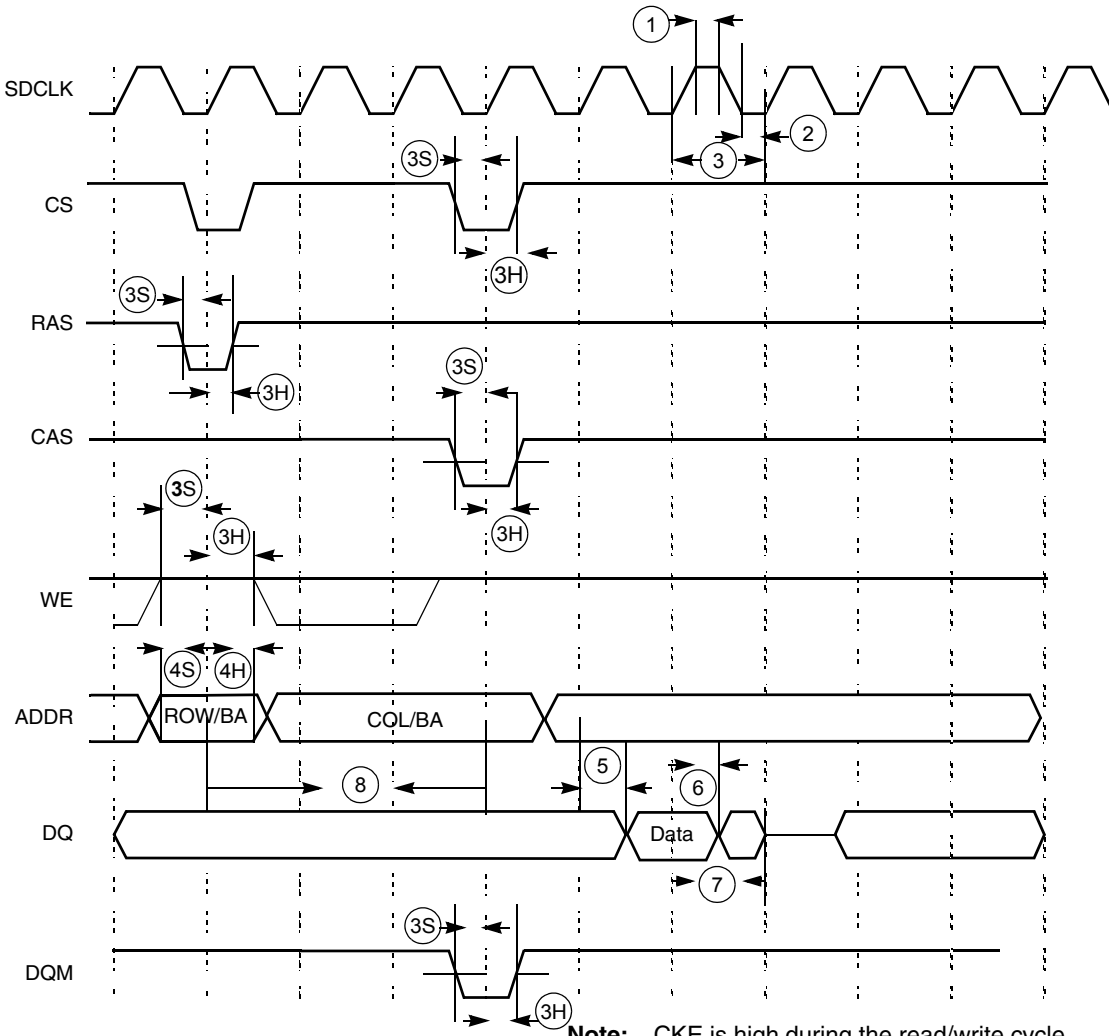 1
SDCLK
2
3S
3
CS
3H
3S
RAS
3S
3H
CAS
3S
3H
3H
WE
4S
4H
ADDR
ROW/BA
COL/BA
5
8
6
DQ
Data
7
3S
DQM
3H
Note: CKE is high during the read/write cycle